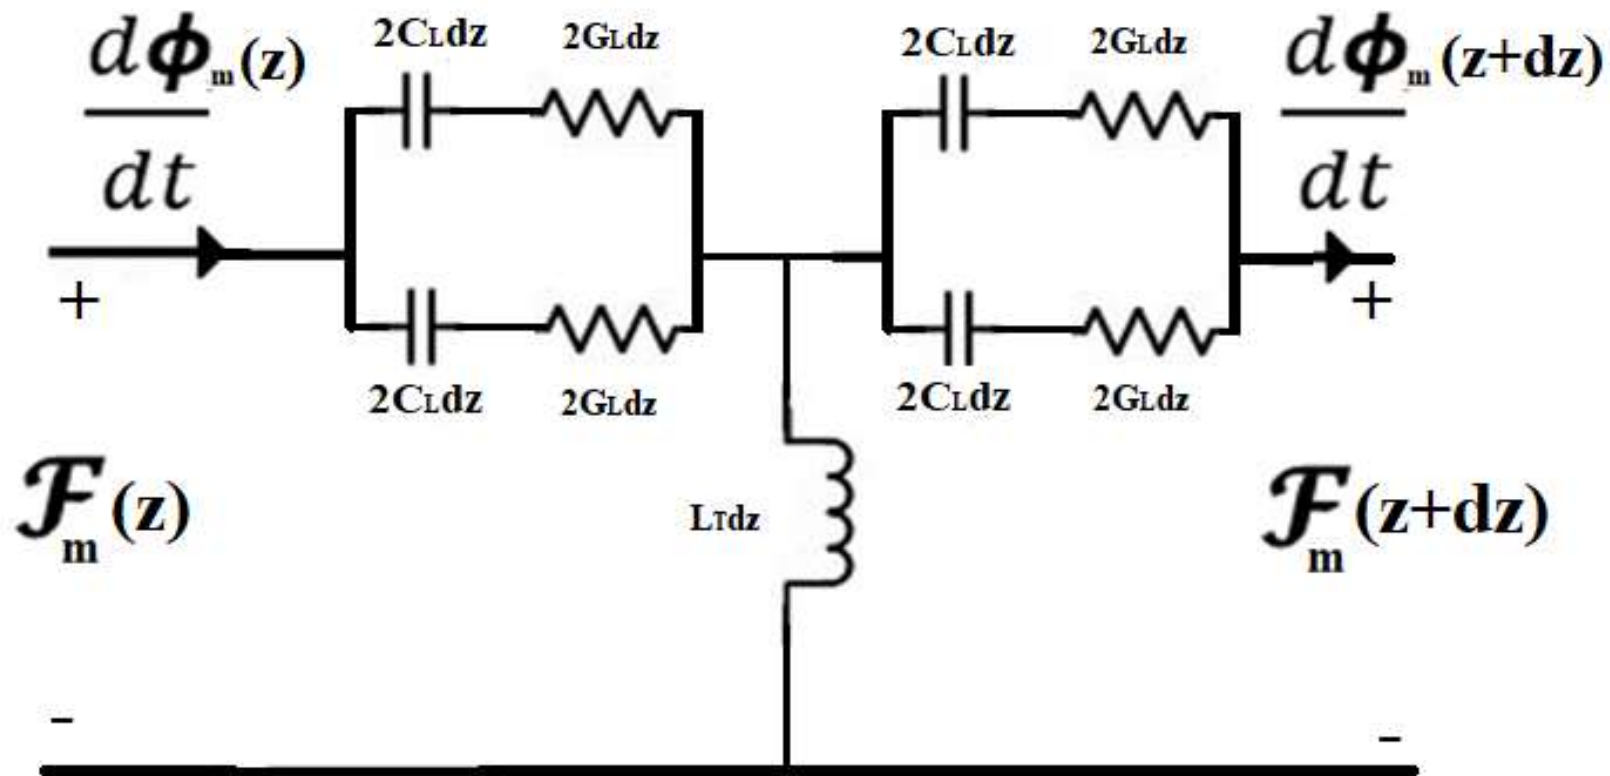 dϕm(z)
dt
2CLdz
2GLdz
2CLdz
2GLdz
dϕm(z+dz)
dt
+
+
2CLdz
2GLdz
2CLdz
2GLdz
ℱm(z)
LTdz
ℱm(z+dz)
-
-